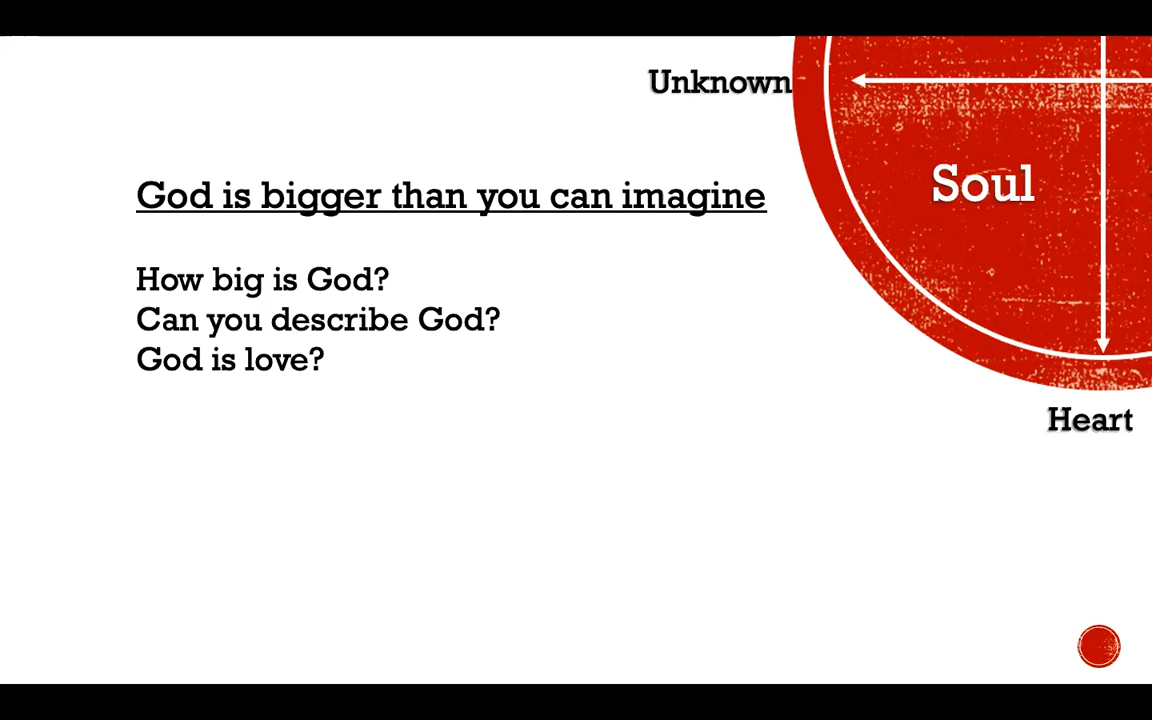 Unknown
Soul
God is bigger than you can imagine
How big is God?
Can you describe God?
God is love?
Heart